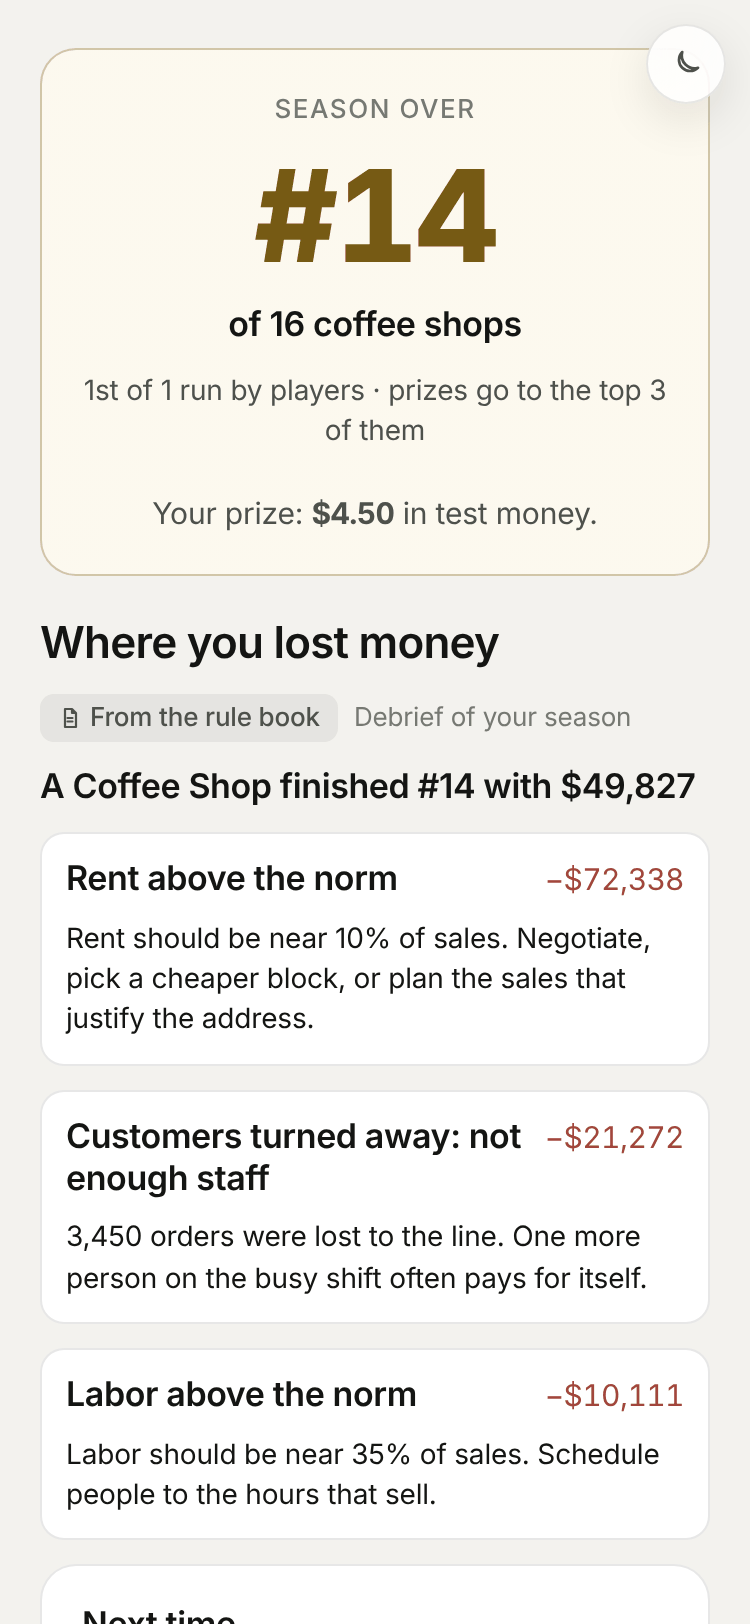 SEASON OVER
#14
of 16 coffee shops
1st of 1 run by players · prizes go to the top 3
of them
Your prize: $4.50 in test money.
Where you lost money
From the rule book
Debrief of your season
A Coffee Shop finished #14 with $49,827
Rent above the norm
–$72,338
Rent should be near 10% of sales. Negotiate,
pick a cheaper block, or plan the sales that
justify the address.
Customers turned away: not
enough staff
–$21,272
3,450 orders were lost to the line. One more
person on the busy shift often pays for itself.
Labor above the norm
–$10,111
Labor should be near 35% of sales. Schedule
people to the hours that sell.
Next time